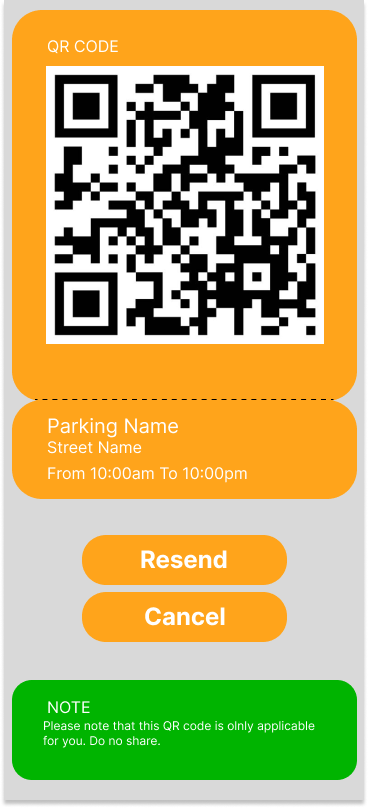 QR CODE
Parking Name
Street Name
From 10:00am To 10:00pm
Resend
Cancel
NOTE
Please note that this QR code is olnly applicable
for you. Do no share.